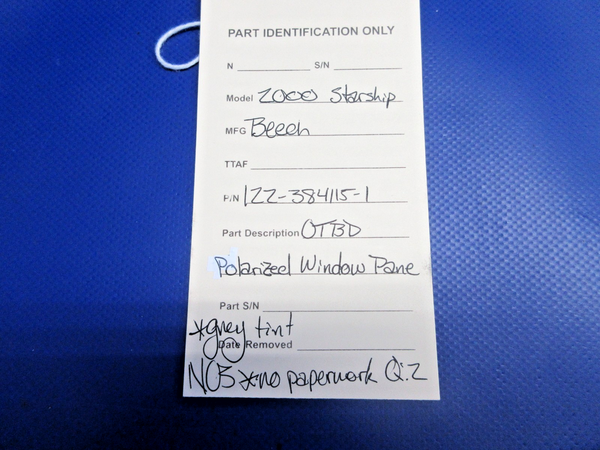 PART IDENTIFICATION ONLY
N S/N
Model 2000 Starship
MFG Beech
TTAF
P/N 122-384115-1
Part Description OTBD
Polarized Window Pane
Part S/N
*grey tint
Date Removed
NOB *no paperwork Q:2